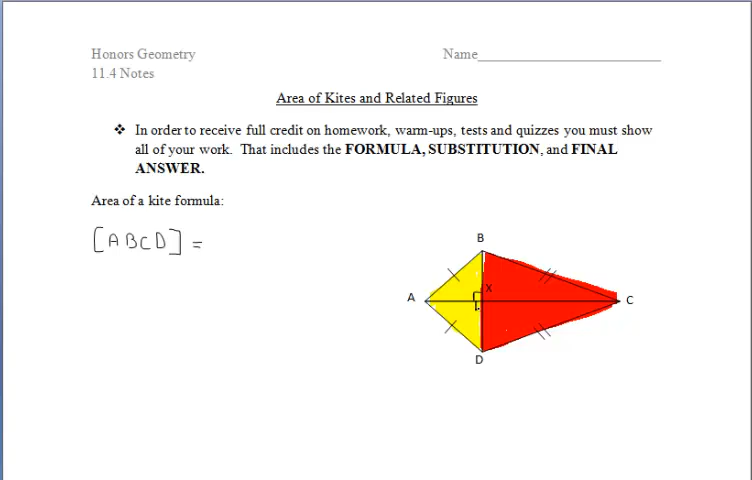 Honors Geometry Name
11.4 Notes
Area of Kites and Related Figures
❖ In order to receive full credit on homework, warm-ups, tests and quizzes you must show
all of your work. That includes the FORMULA, SUBSTITUTION, and FINAL
ANSWER.
Area of a kite formula:
[ABCD] =
B
X
A
C
D